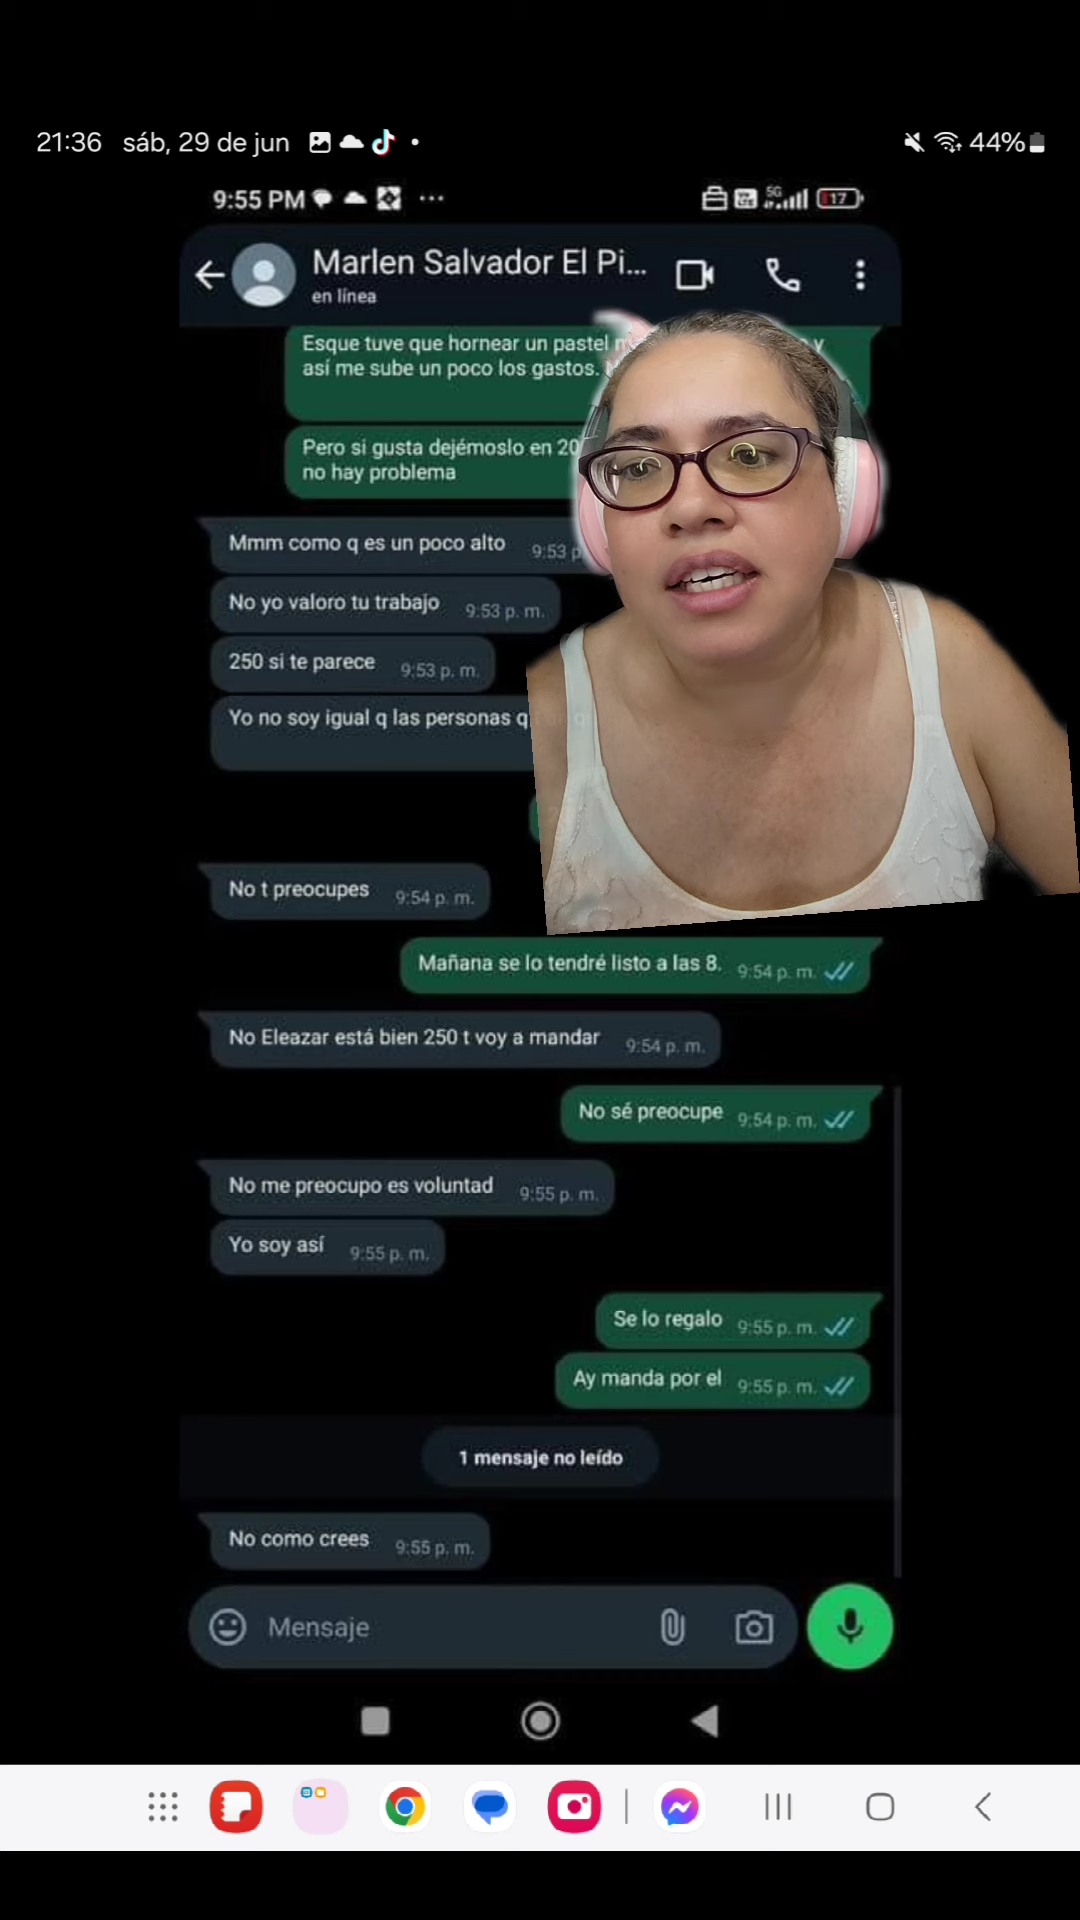 21:36 sáb, 29 de jun 44%
9:55 PM 5G 17
Marlen Salvador El Pi...
en línea
Esque tuve que hornear un pastel y
así me sube un poco los gastos.
Pero si gusta dejémoslo en 20
no hay problema
Mmm como q es un poco alto 9:53 p
No yo valoro tu trabajo 9:53 p. m.
250 si te parece 9:53 p. m.
Yo no soy igual q las personas q
No t preocupes 9:54 p. m.
Mañana se lo tendré listo a las 8. 9:54 p. m.
No Eleazar está bien 250 t voy a mandar 9:54 p. m.
No sé preocupe 9:54 p. m.
No me preocupo es voluntad 9:55 p. m.
Yo soy así 9:55 p. m.
Se lo regalo 9:55 p. m.
Ay manda por el 9:55 p. m.
1 mensaje no leído
No como crees 9:55 p. m.
Mensaje